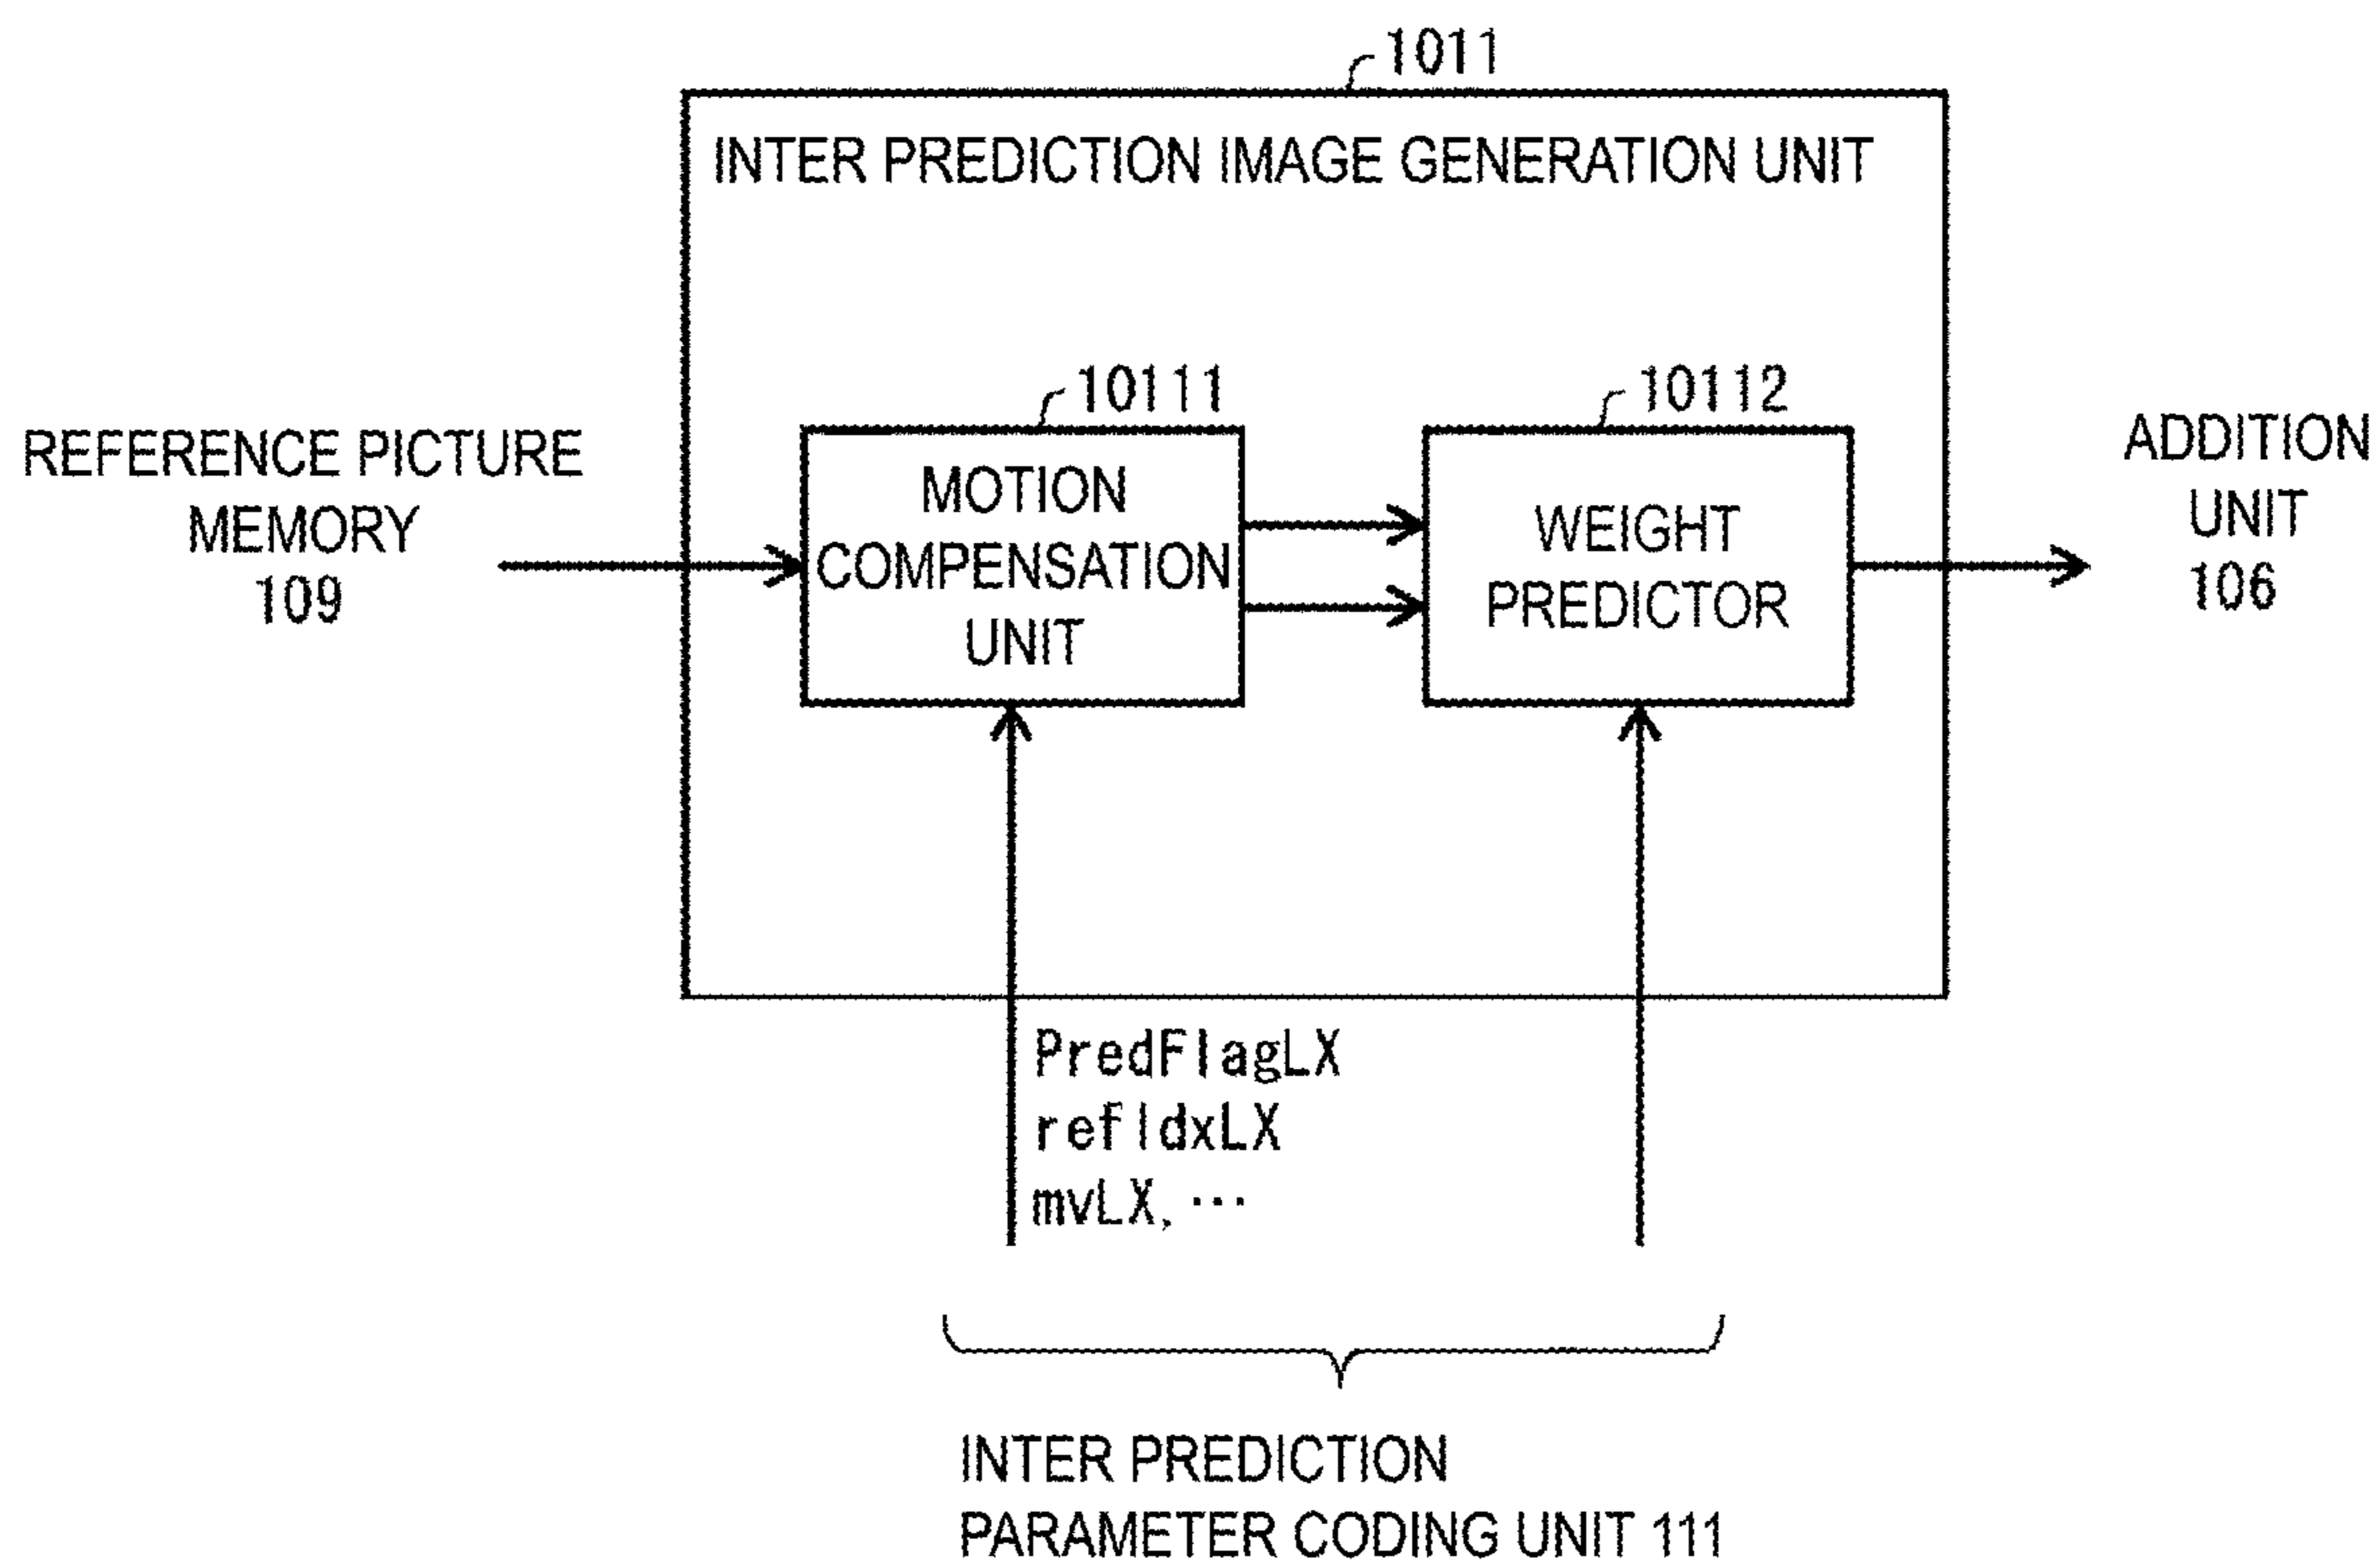 1011
INTER PREDICTION IMAGE GENERATION UNIT
10111
10112
REFERENCE PICTURE
MEMORY
109
MOTION
COMPENSATION
UNIT
WEIGHT
PREDICTOR
ADDITION
UNIT
106
PredFlagLX
refIdxLX
mvLX, ···
INTER PREDICTION
PARAMETER CODING UNIT 111